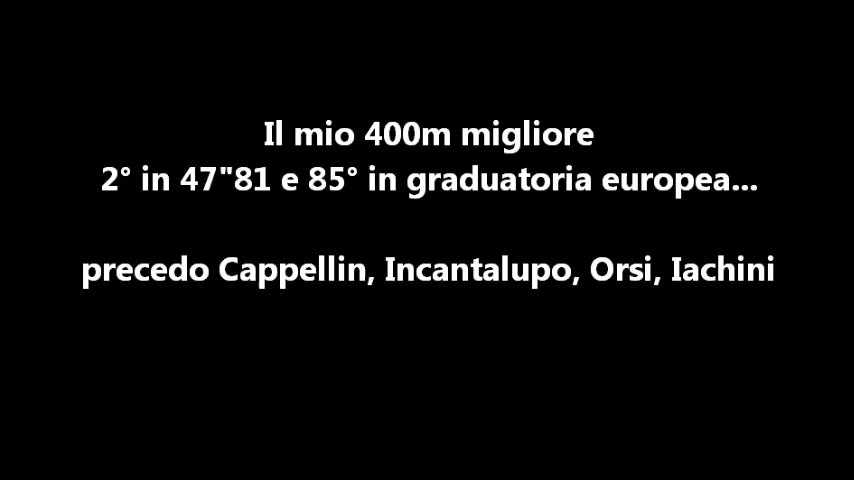 Il mio 400m migliore
2° in 47"81 e 85° in graduatoria europea...
precedo Cappellin, Incantalupo, Orsi, Iachini